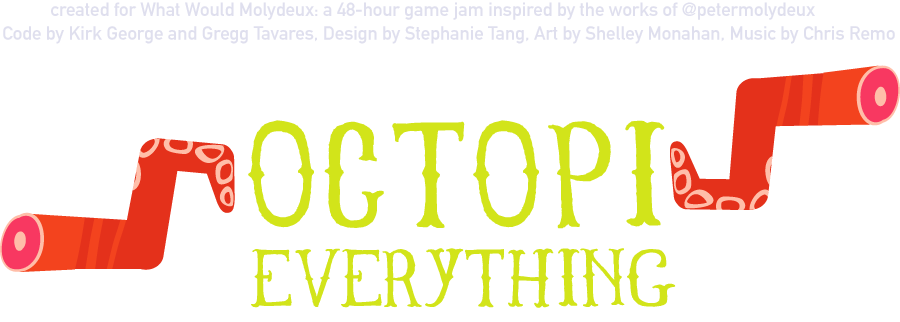 created for What Would Molydeux: a 48-hour game jam inspired by the works of @petermolydeux
Code by Kirk George and Gregg Tavares, Design by Stephanie Tang, Art by Shelley Monahan, Music by Chris Remo
OCTOPI
EVERYTHING